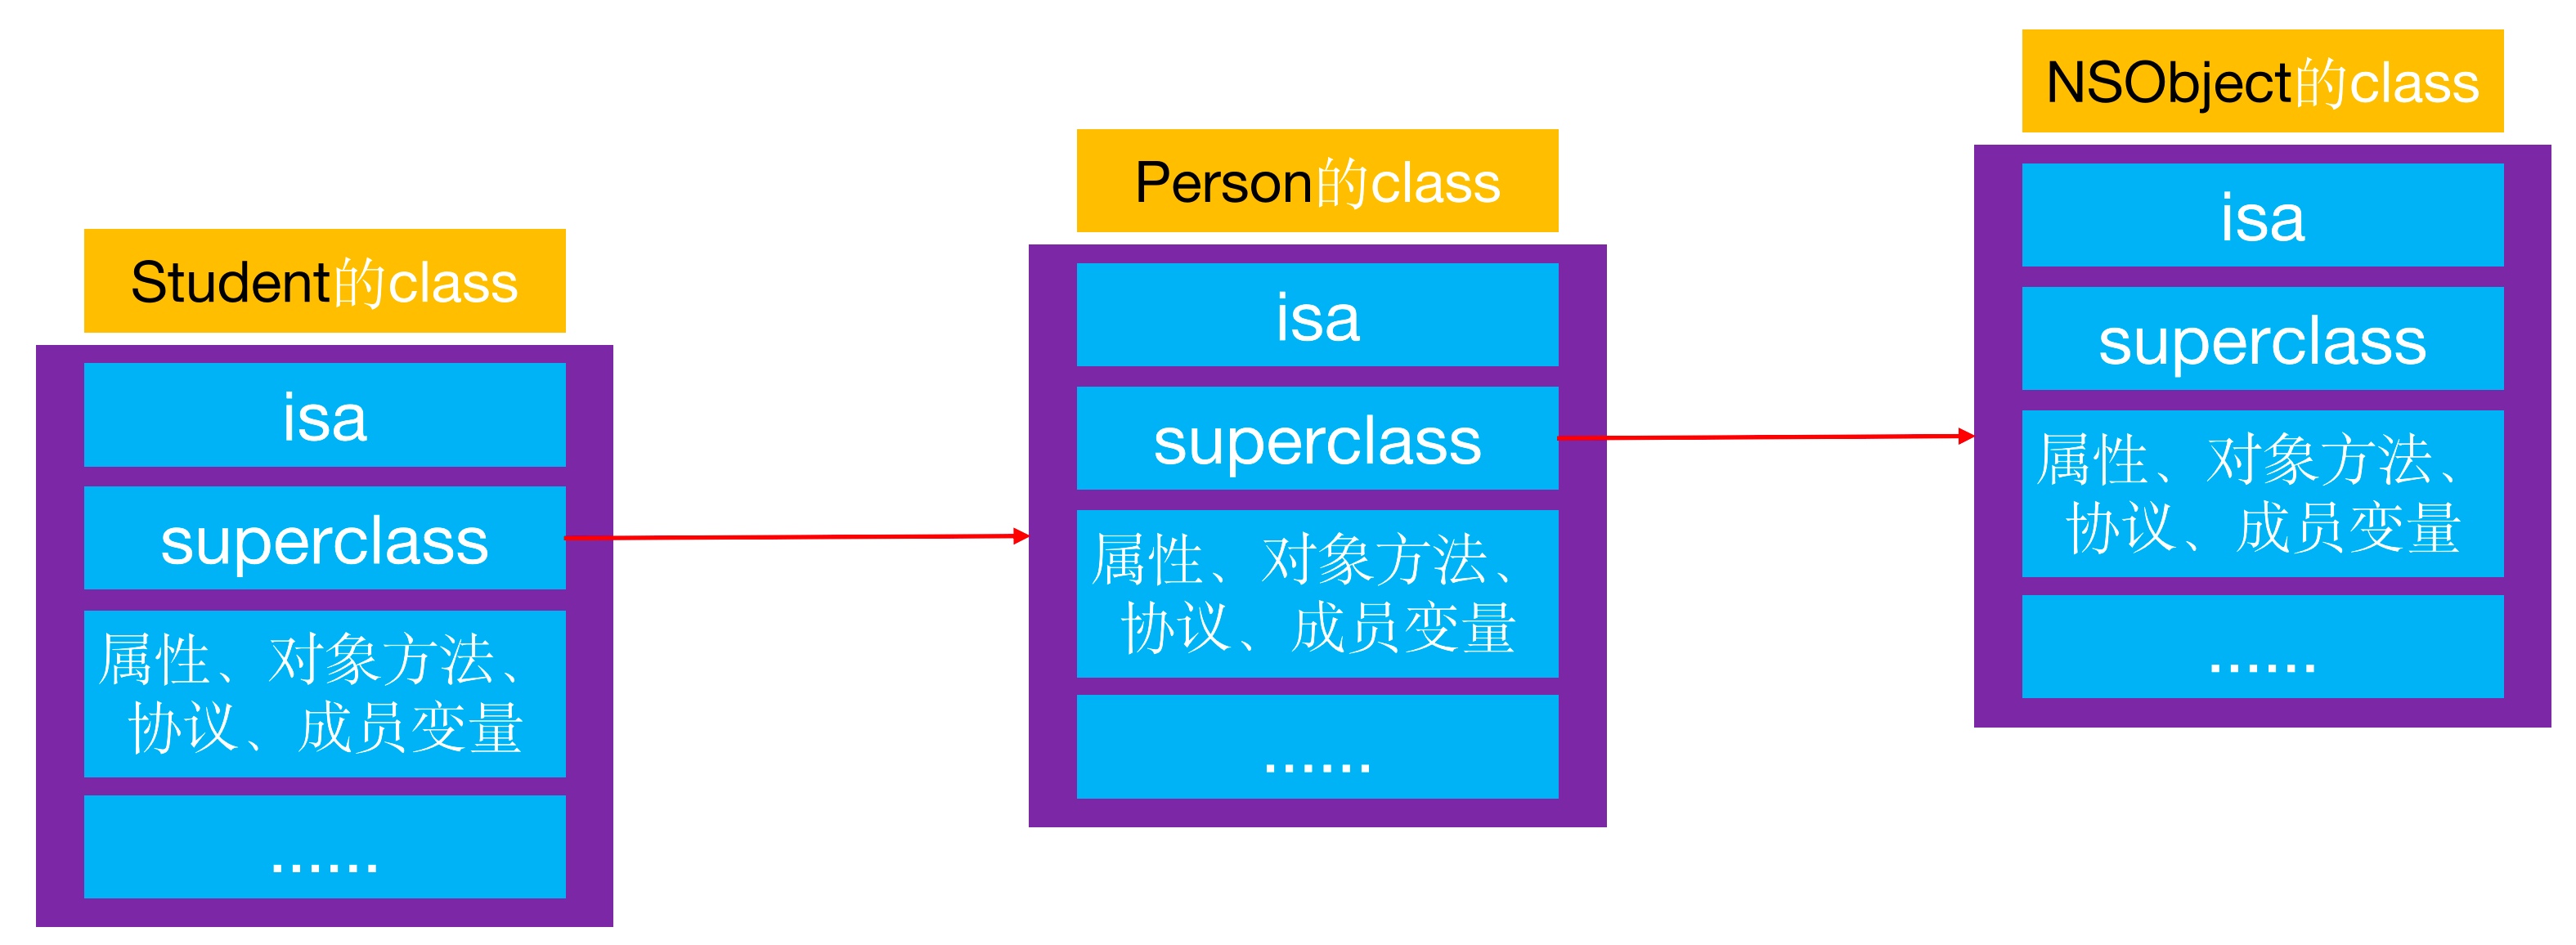 Student的class
isa
superclass
属性、对象方法、
协议、成员变量
......
Person的class
isa
superclass
属性、对象方法、
协议、成员变量
......
NSObject的class
isa
superclass
属性、对象方法、
协议、成员变量
......